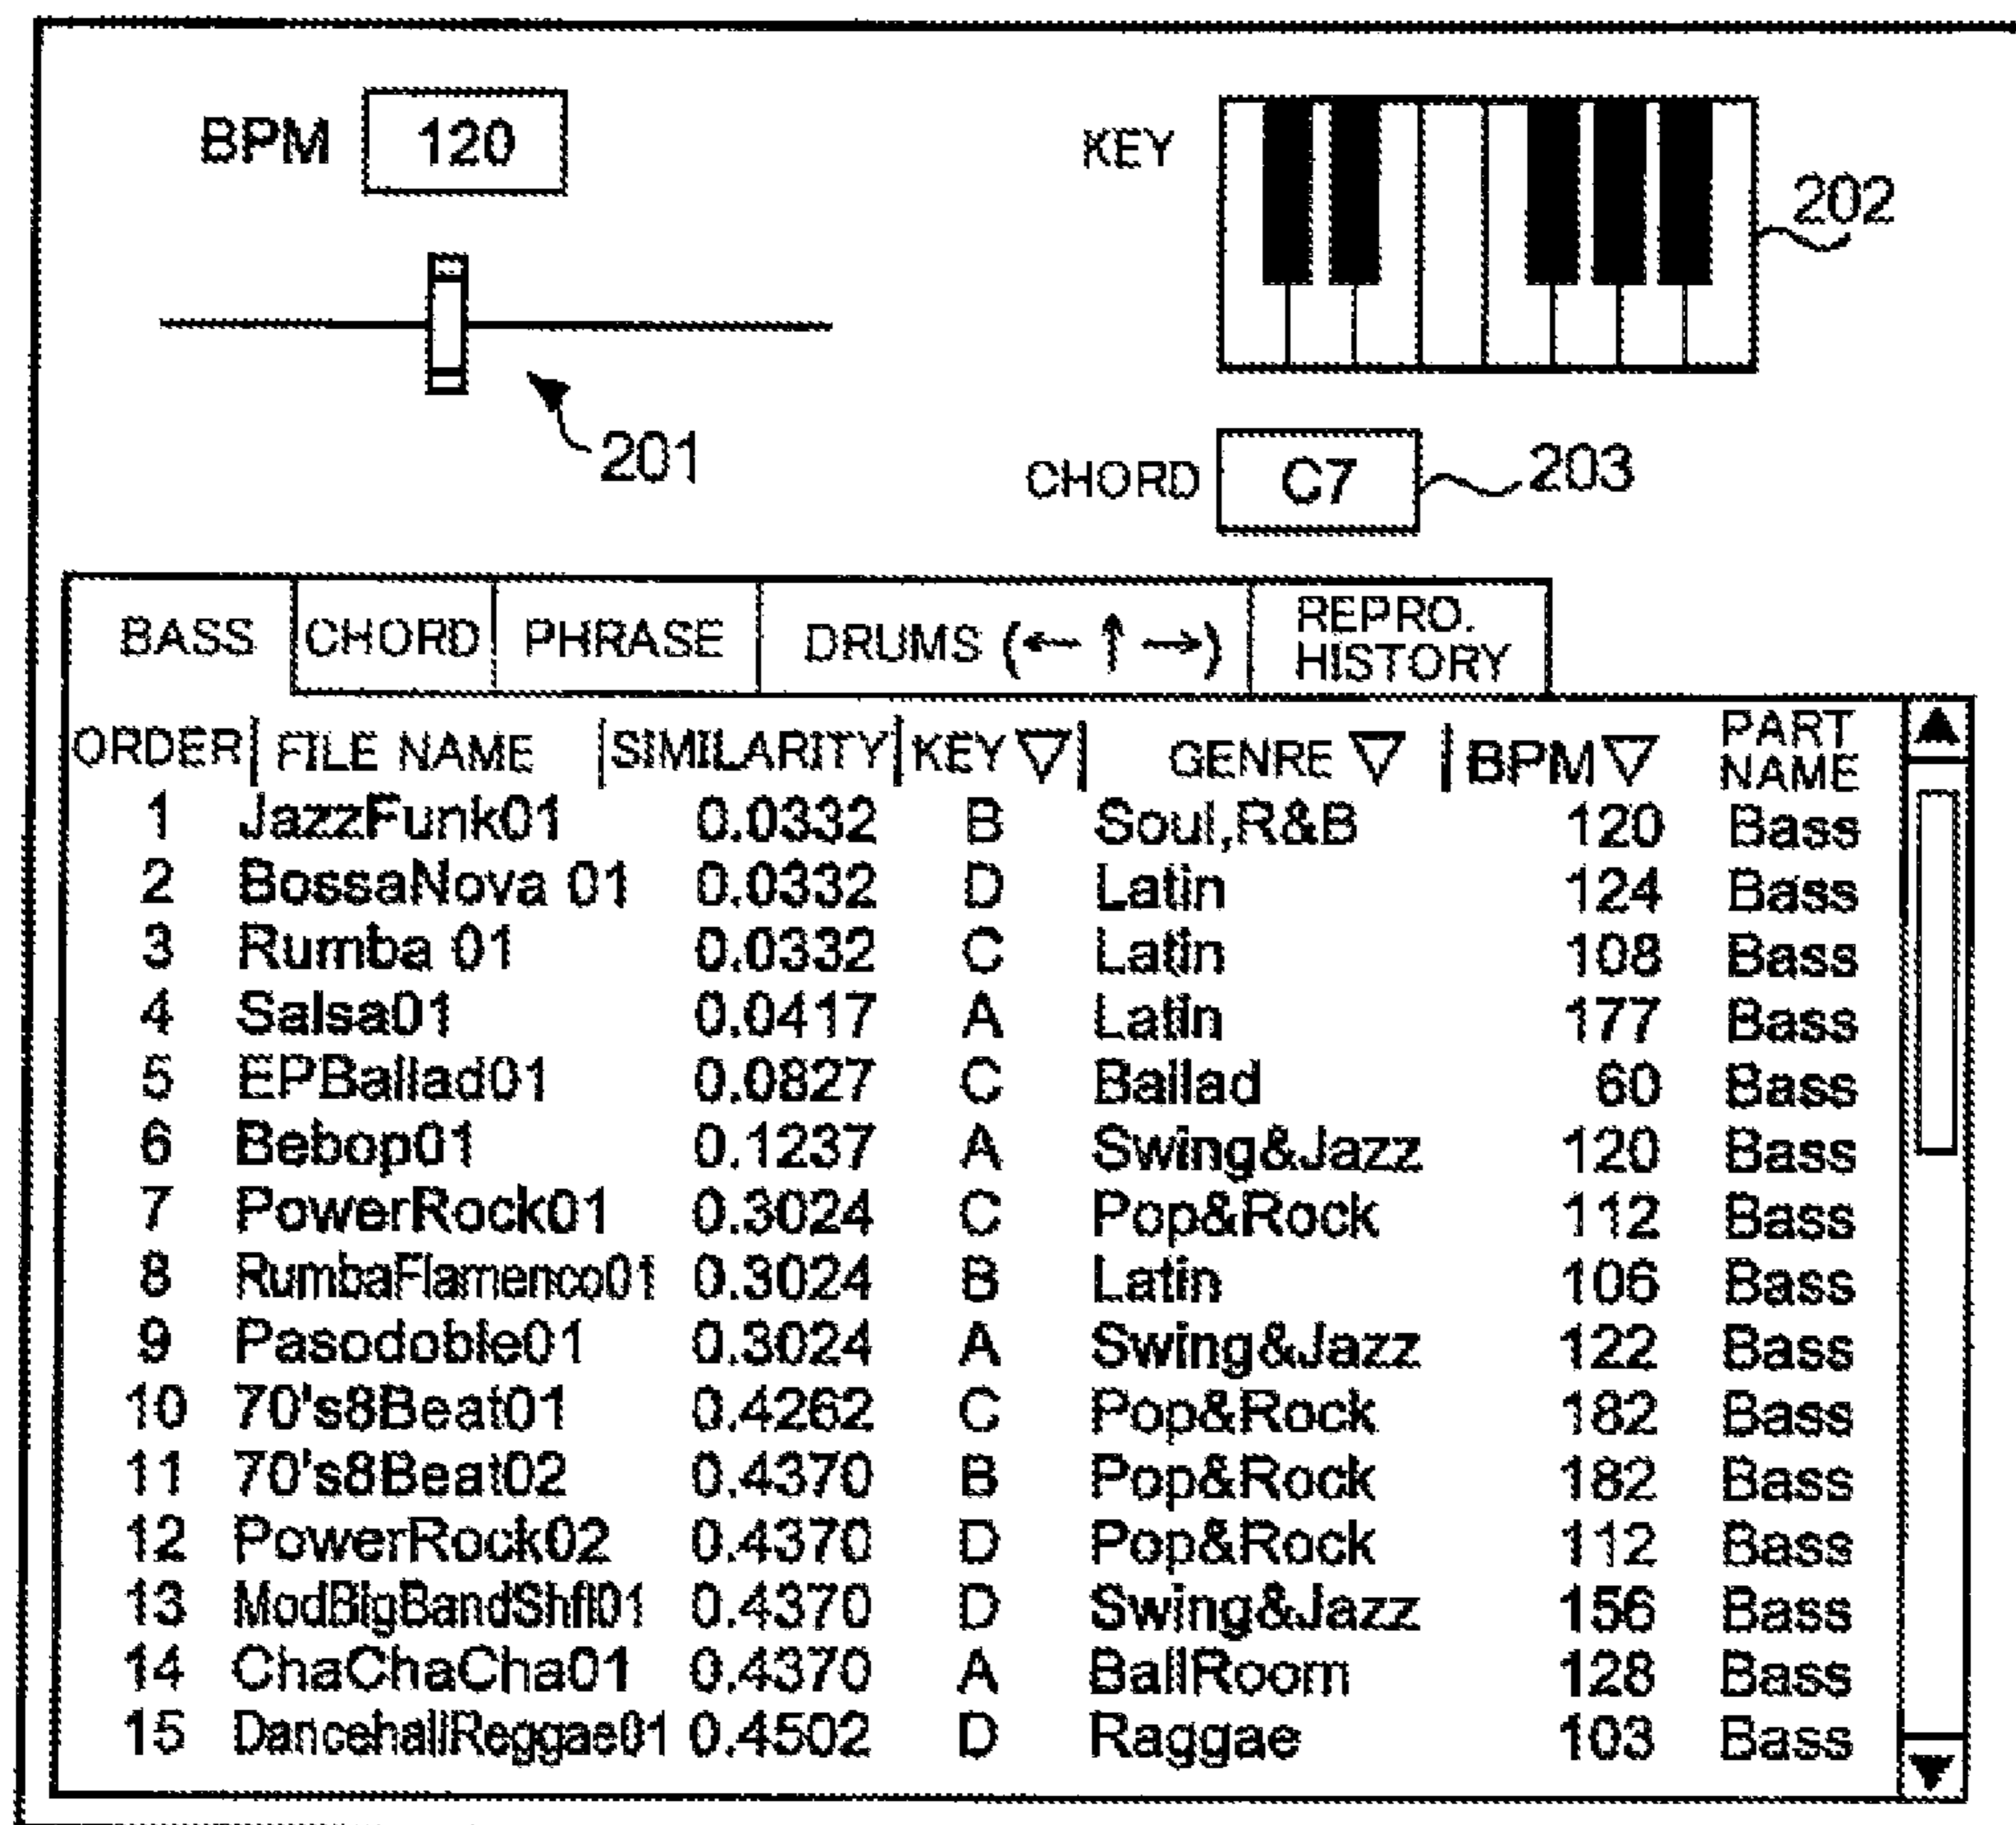 BPM 120
KEY
202
201
CHORD C7 203
BASS CHORD PHRASE DRUMS (← ↑ →) REPRO. HISTORY
ORDER FILE NAME SIMILARITY KEY ▽ GENRE ▽ BPM ▽ PART NAME
1 JazzFunk01 0.0332 B Soul,R&B 120 Bass
2 BossaNova 01 0.0332 D Latin 124 Bass
3 Rumba 01 0.0332 C Latin 108 Bass
4 Salsa01 0.0417 A Latin 177 Bass
5 EPBallad01 0.0827 C Ballad 60 Bass
6 Bebop01 0.1237 A Swing&Jazz 120 Bass
7 PowerRock01 0.3024 C Pop&Rock 112 Bass
8 RumbaFlamenco01 0.3024 B Latin 106 Bass
9 Pasodoble01 0.3024 A Swing&Jazz 122 Bass
10 70's8Beat01 0.4262 C Pop&Rock 182 Bass
11 70's8Beat02 0.4370 B Pop&Rock 182 Bass
12 PowerRock02 0.4370 D Pop&Rock 112 Bass
13 ModBigBandShfl01 0.4370 D Swing&Jazz 156 Bass
14 ChaChaCha01 0.4370 A BallRoom 128 Bass
15 DancehallReggae01 0.4502 D Raggae 103 Bass